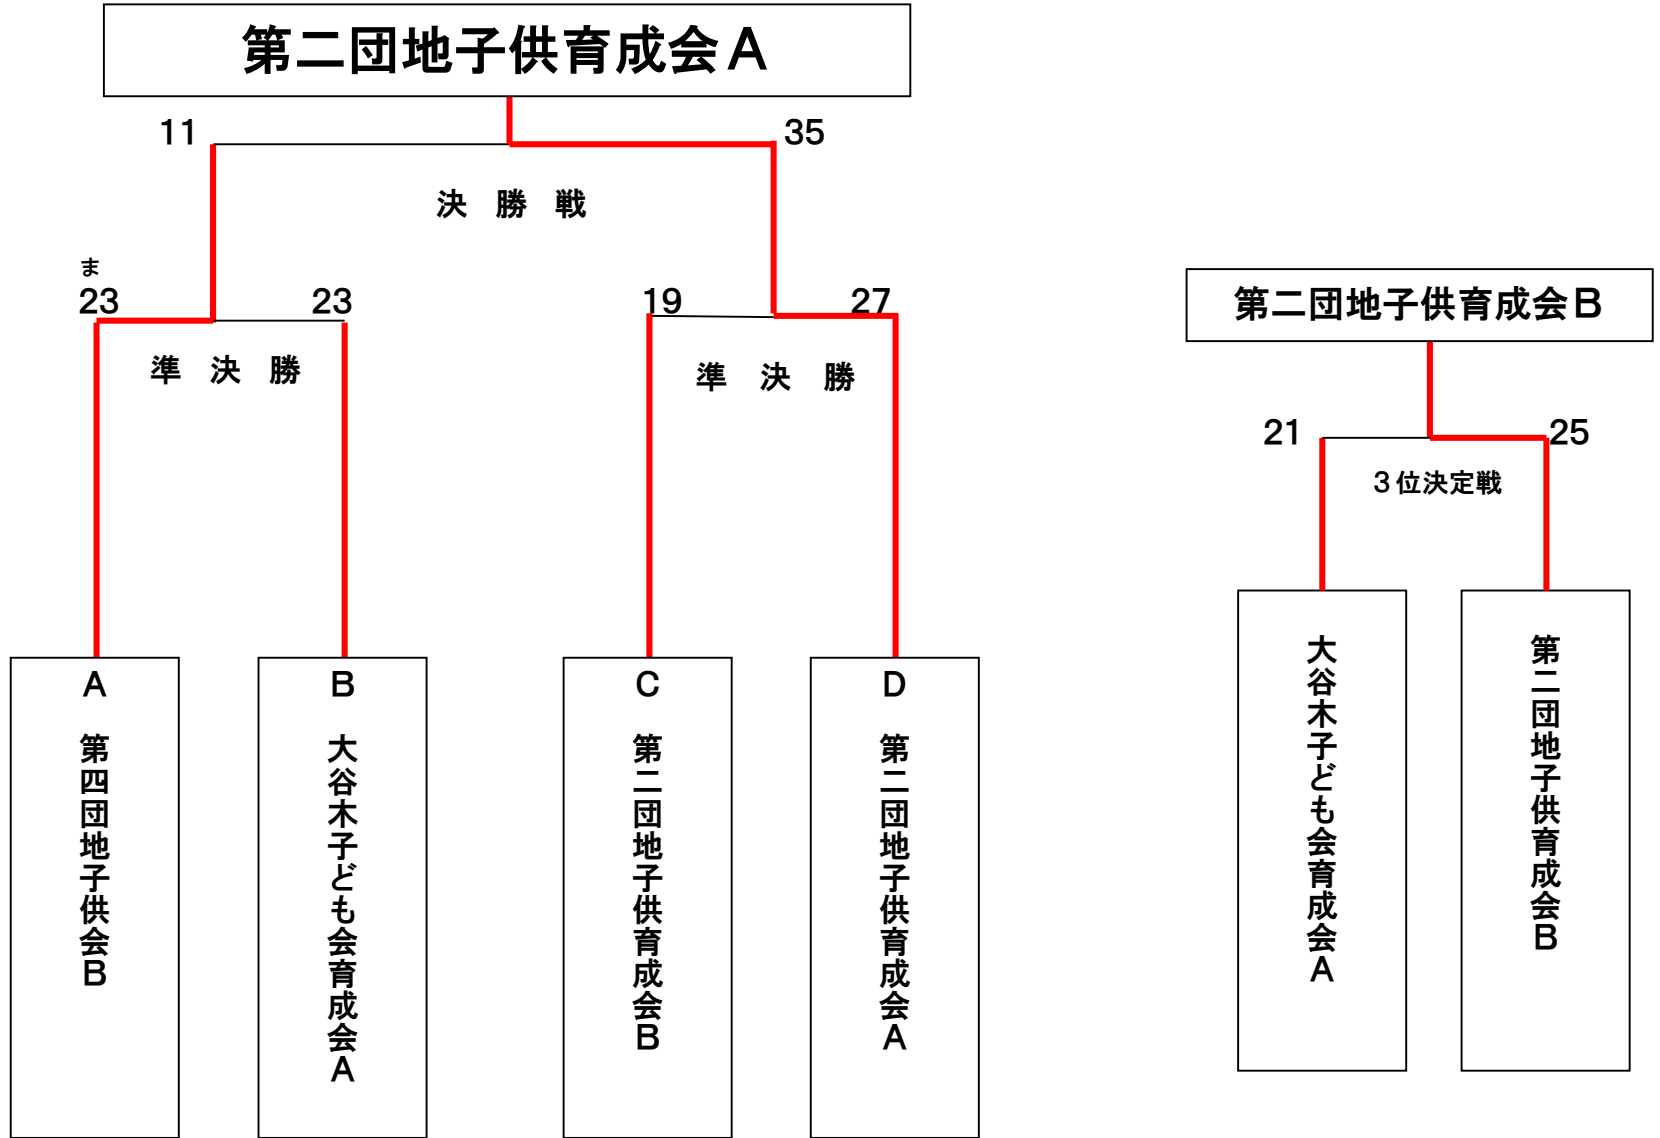 第二団地子供育成会A
11
35
決 勝 戦
ま
23
23
19
27
準 決 勝
準 決 勝
A 第四団地子供会B
B 大谷木子ども会育成会A
C 第二団地子供育成会B
D 第二団地子供育成会A
第二団地子供育成会B
21
25
３位決定戦
大谷木子ども会育成会A
第二団地子供育成会B